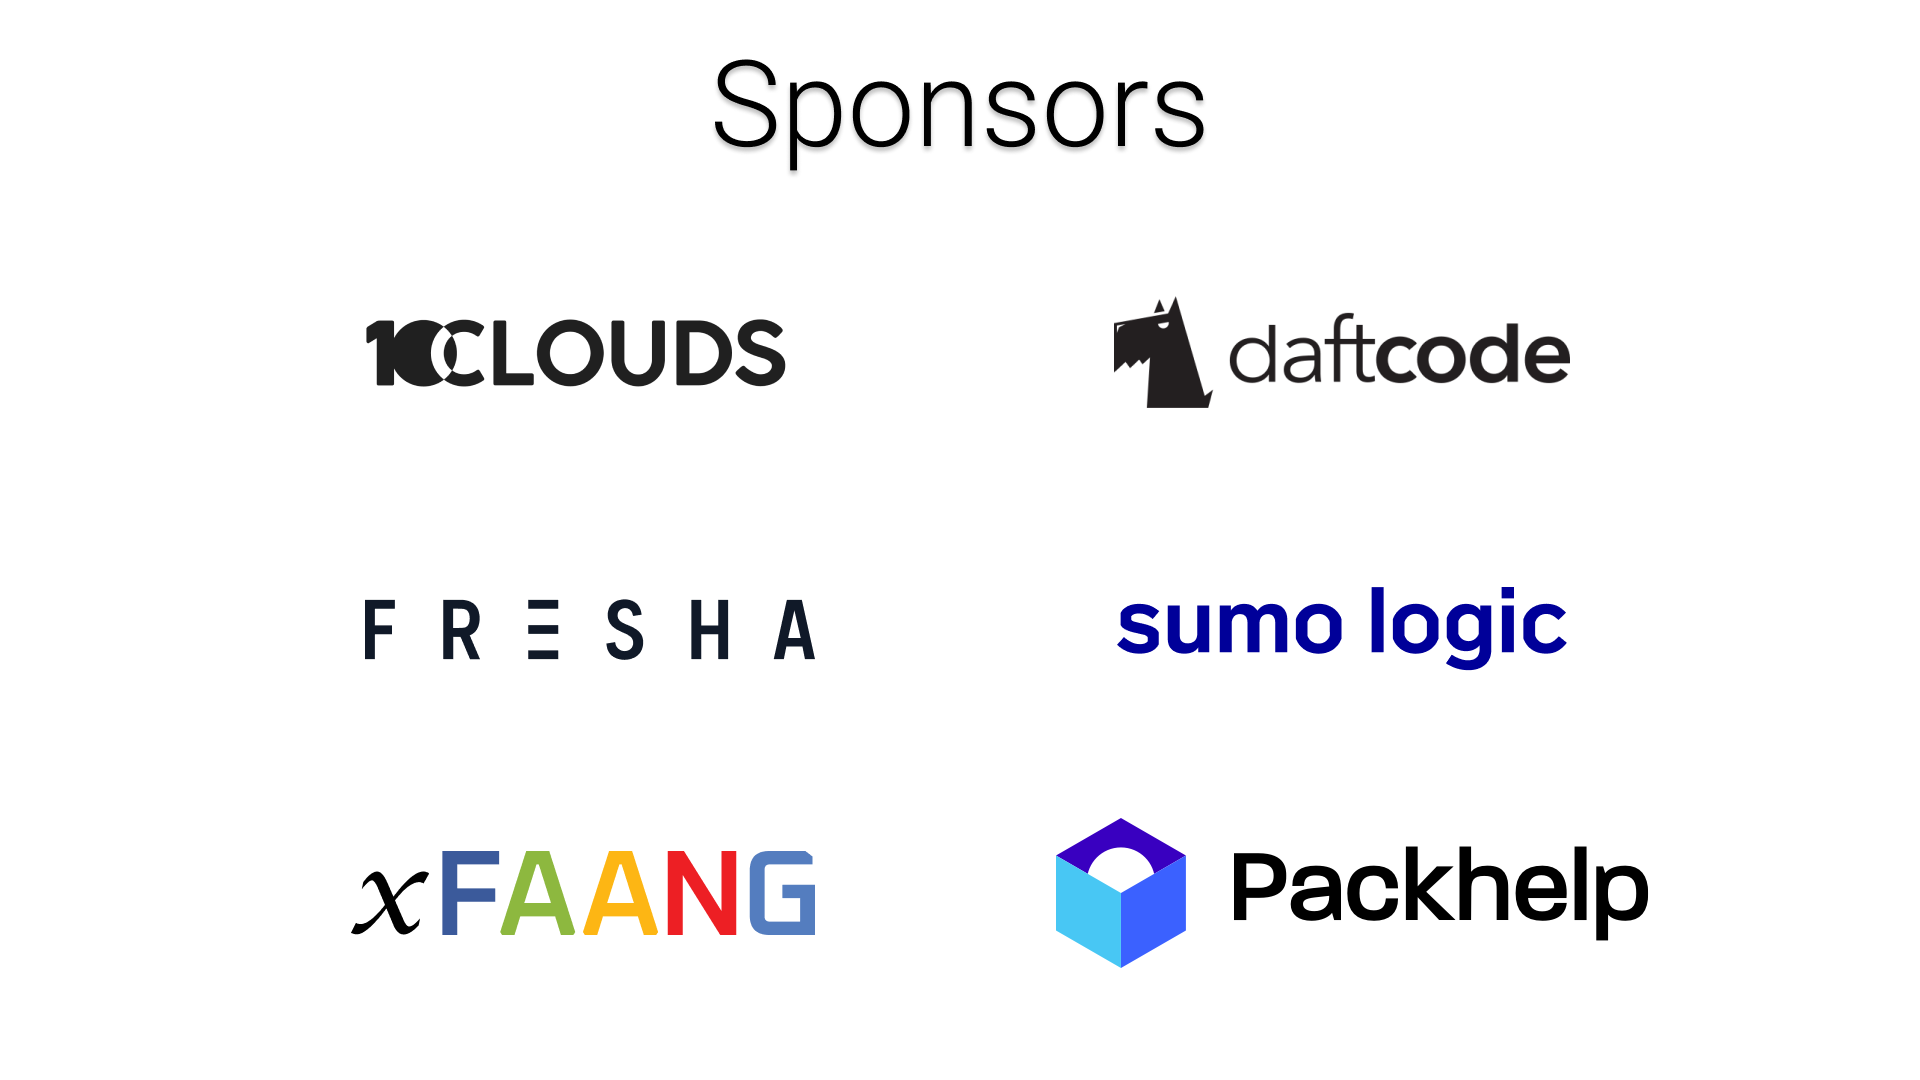 Sponsors
10CLOUDS
daftcode
FRESHA
sumo logic
xFAANG
Packhelp